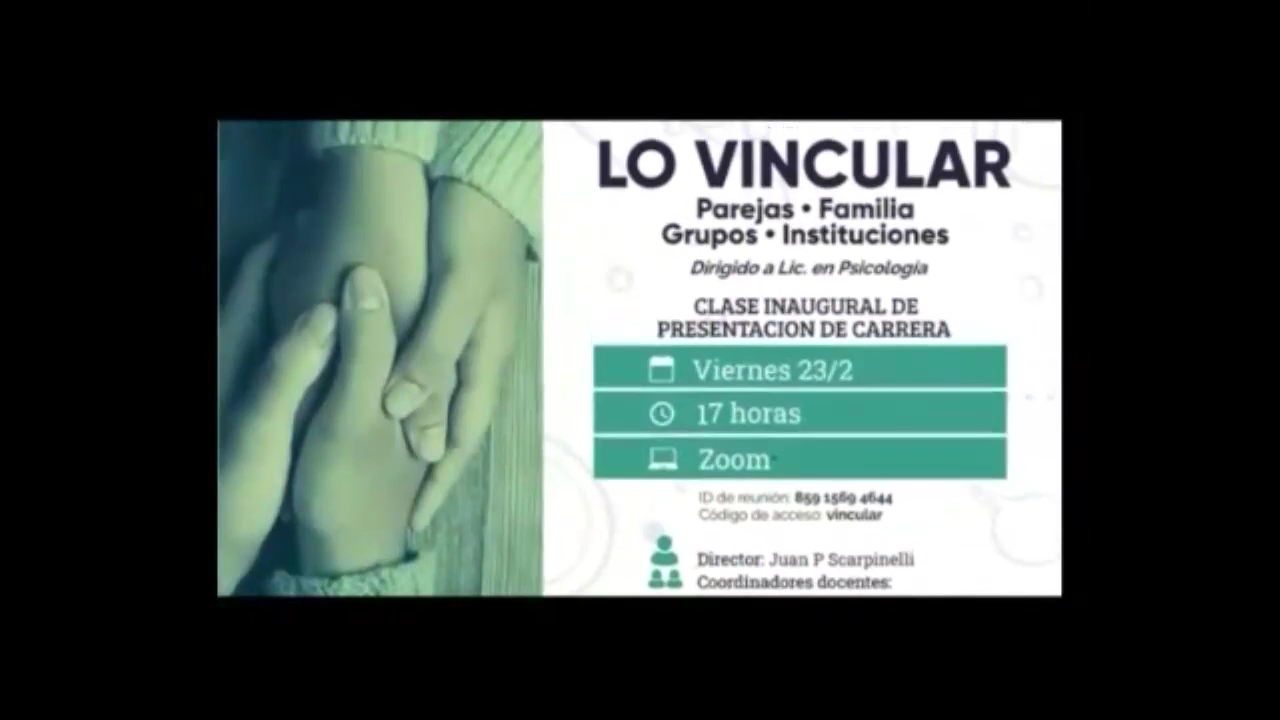 LO VINCULAR
Parejas • Familia
Grupos • Instituciones
Dirigido a Lic. en Psicología
CLASE INAUGURAL DE
PRESENTACION DE CARRERA
Viernes 23/2
17 horas
Zoom
ID de reunión: 859 1569 4644
Código de acceso: vincular
Director: Juan P Scarpinelli
Coordinadores docentes: